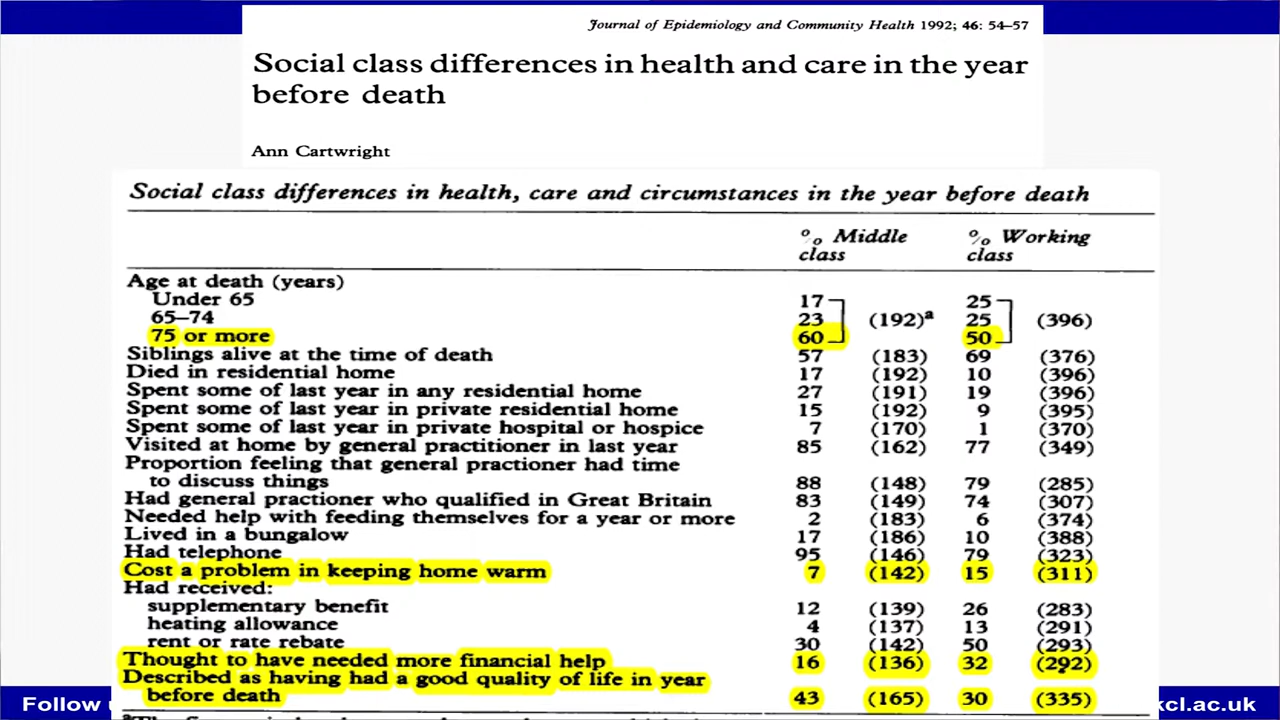 Journal of Epidemiology and Community Health 1992; 46: 54–57
Social class differences in health and care in the year
before death
Ann Cartwright
Social class differences in health, care and circumstances in the year before death
% Middle class % Working class
Age at death (years)
Under 65 17 25
65–74 23 (192)a 25 (396)
75 or more 60 50
Siblings alive at the time of death 57 (183) 69 (376)
Died in residential home 17 (192) 10 (396)
Spent some of last year in any residential home 27 (191) 19 (396)
Spent some of last year in private residential home 15 (192) 9 (395)
Spent some of last year in private hospital or hospice 7 (170) 1 (370)
Visited at home by general practitioner in last year 85 (162) 77 (349)
Proportion feeling that general practioner had time
to discuss things 88 (148) 79 (285)
Had general practioner who qualified in Great Britain 83 (149) 74 (307)
Needed help with feeding themselves for a year or more 2 (183) 6 (374)
Lived in a bungalow 17 (186) 10 (388)
Had telephone 95 (146) 79 (323)
Cost a problem in keeping home warm 7 (142) 15 (311)
Had received:
supplementary benefit 12 (139) 26 (283)
heating allowance 4 (137) 13 (291)
rent or rate rebate 30 (142) 50 (293)
Thought to have needed more financial help 16 (136) 32 (292)
Described as having had a good quality of life in year
before death 43 (165) 30 (335)
Follow kcl.ac.uk